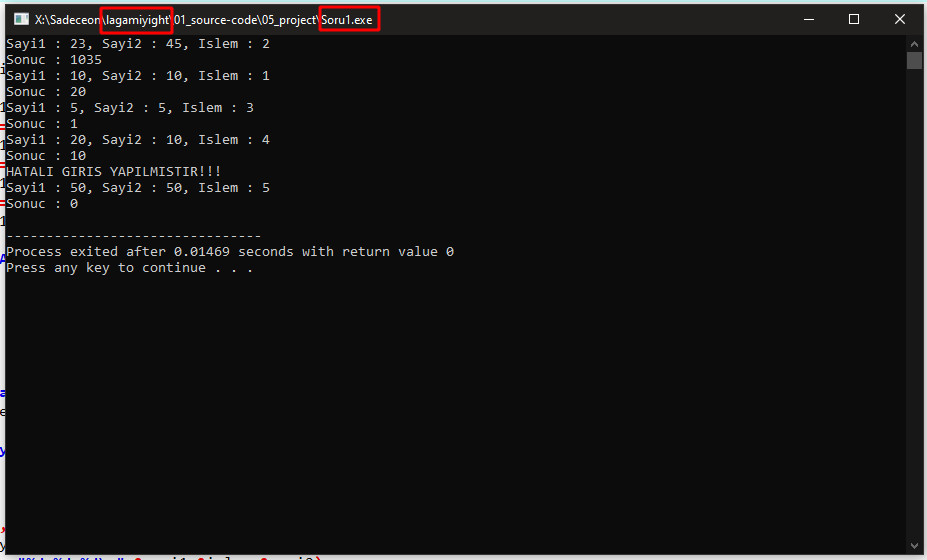 X:\Sadeceon\lagamiyight\01_source-code\05_project\Soru1.exe
Sayi1 : 23, Sayi2 : 45, Islem : 2
Sonuc : 1035
Sayi1 : 10, Sayi2 : 10, Islem : 1
Sonuc : 20
Sayi1 : 5, Sayi2 : 5, Islem : 3
Sonuc : 1
Sayi1 : 20, Sayi2 : 10, Islem : 4
Sonuc : 10
HATALI GIRIS YAPILMISTIR!!!
Sayi1 : 50, Sayi2 : 50, Islem : 5
Sonuc : 0
--------------------------------
Process exited after 0.01469 seconds with return value 0
Press any key to continue . . .